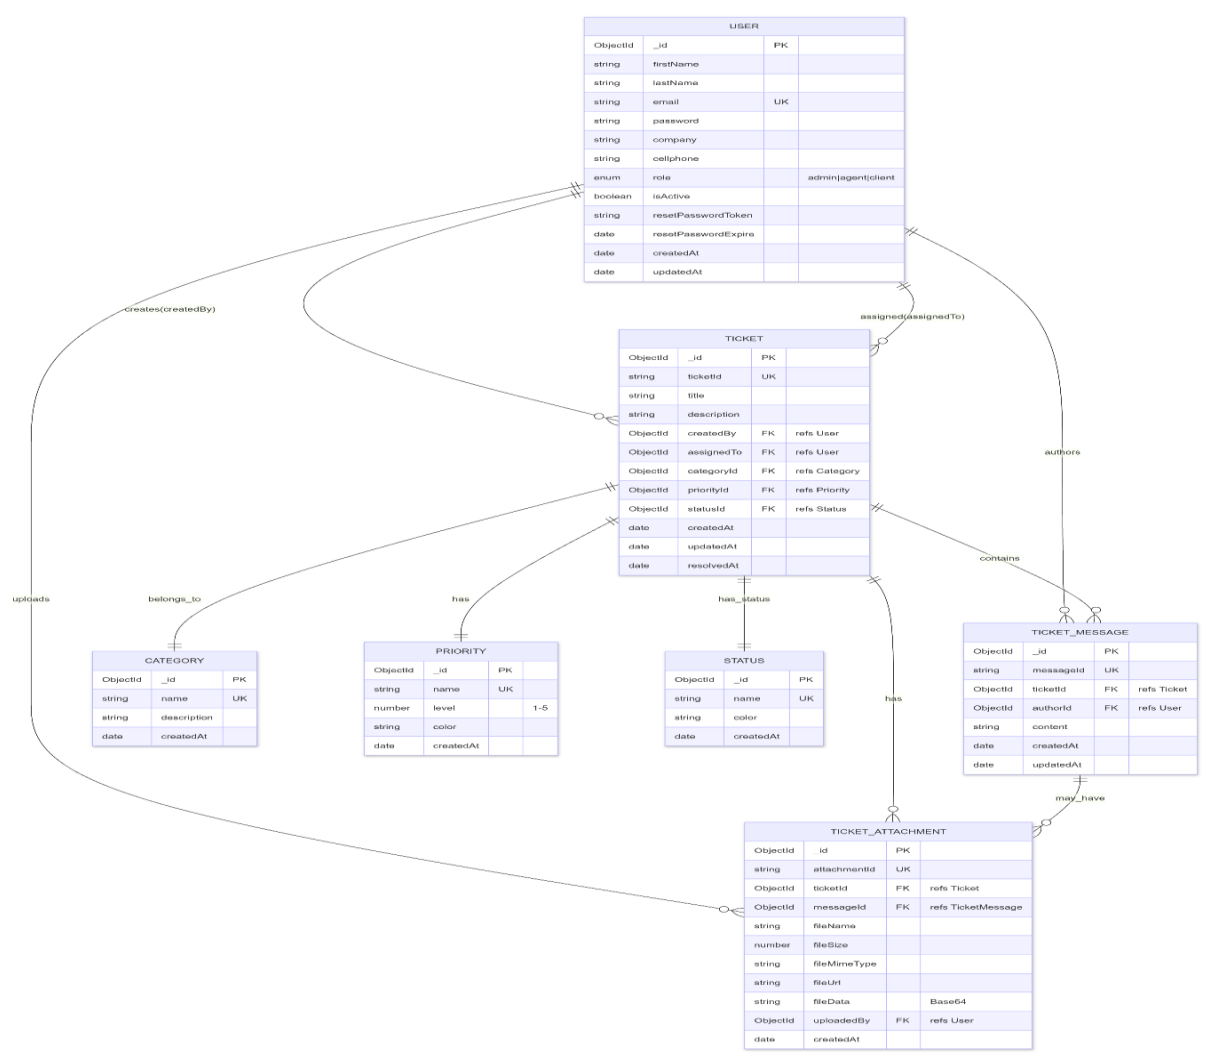 USER
ObjectId _id PK
string firstName
string lastName
string email UK
string password
string company
string cellphone
enum role admin|agent|client
boolean isActive
string resetPasswordToken
date resetPasswordExpire
date createdAt
date updatedAt
creates(createdBy)
assigned(assignedTo)
TICKET
ObjectId _id PK
string ticketId UK
string title
string description
ObjectId createdBy FK refs User
ObjectId assignedTo FK refs User
ObjectId categoryId FK refs Category
ObjectId priorityId FK refs Priority
ObjectId statusId FK refs Status
date createdAt
date updatedAt
date resolvedAt
authors
contains
uploads
belongs_to
has
has_status
CATEGORY
ObjectId _id PK
string name UK
string description
date createdAt
PRIORITY
ObjectId _id PK
string name UK
number level 1-5
string color
date createdAt
STATUS
ObjectId _id PK
string name UK
string color
date createdAt
TICKET_MESSAGE
ObjectId _id PK
string messageId UK
ObjectId ticketId FK refs Ticket
ObjectId authorId FK refs User
string content
date createdAt
date updatedAt
has
may_have
TICKET_ATTACHMENT
ObjectId _id PK
string attachmentId UK
ObjectId ticketId FK refs Ticket
ObjectId messageId FK refs TicketMessage
string fileName
number fileSize
string fileMimeType
string fileUrl
string fileData Base64
ObjectId uploadedBy FK refs User
date createdAt